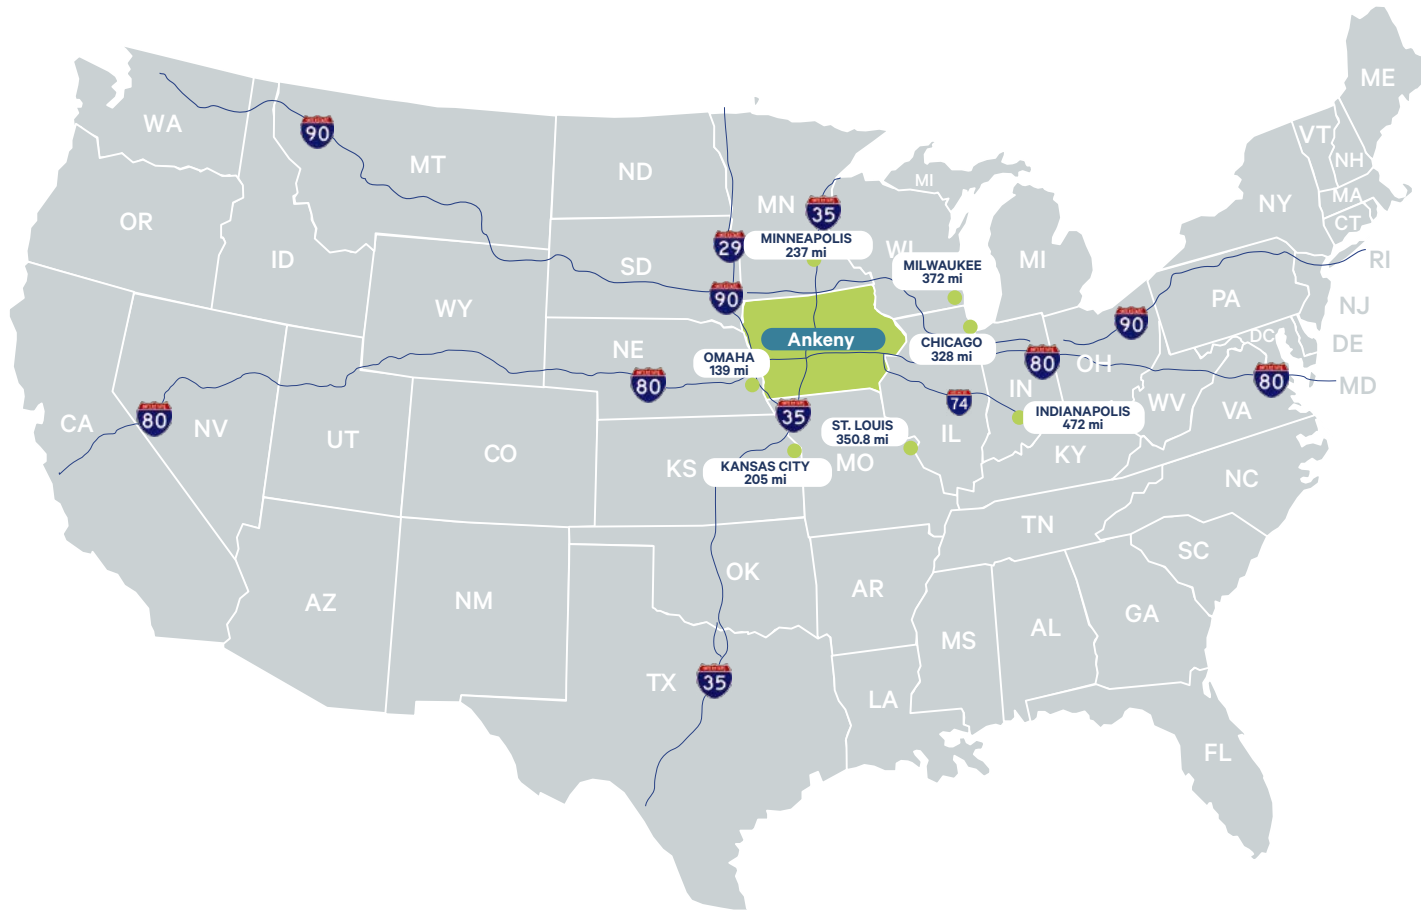 ME
WA
90
VT
MT
NH
ND
MI
MA
MN
NY
35
OR
CT
MINNEAPOLIS
237 mi
29
WI
ID
MI
RI
SD
MILWAUKEE
372 mi
90
PA
NJ
WY
90
Ankeny
DC
CHICAGO
328 mi
DE
NE
OMAHA
139 mi
80
OH
80
80
MD
IN
74
CA
80
NV
35
WV
VA
INDIANAPOLIS
472 mi
UT
ST. LOUIS
350.8 mi
IL
CO
KY
KS
KANSAS CITY
205 mi
MO
NC
TN
SC
OK
AR
AZ
NM
GA
MS
AL
TX
35
LA
FL